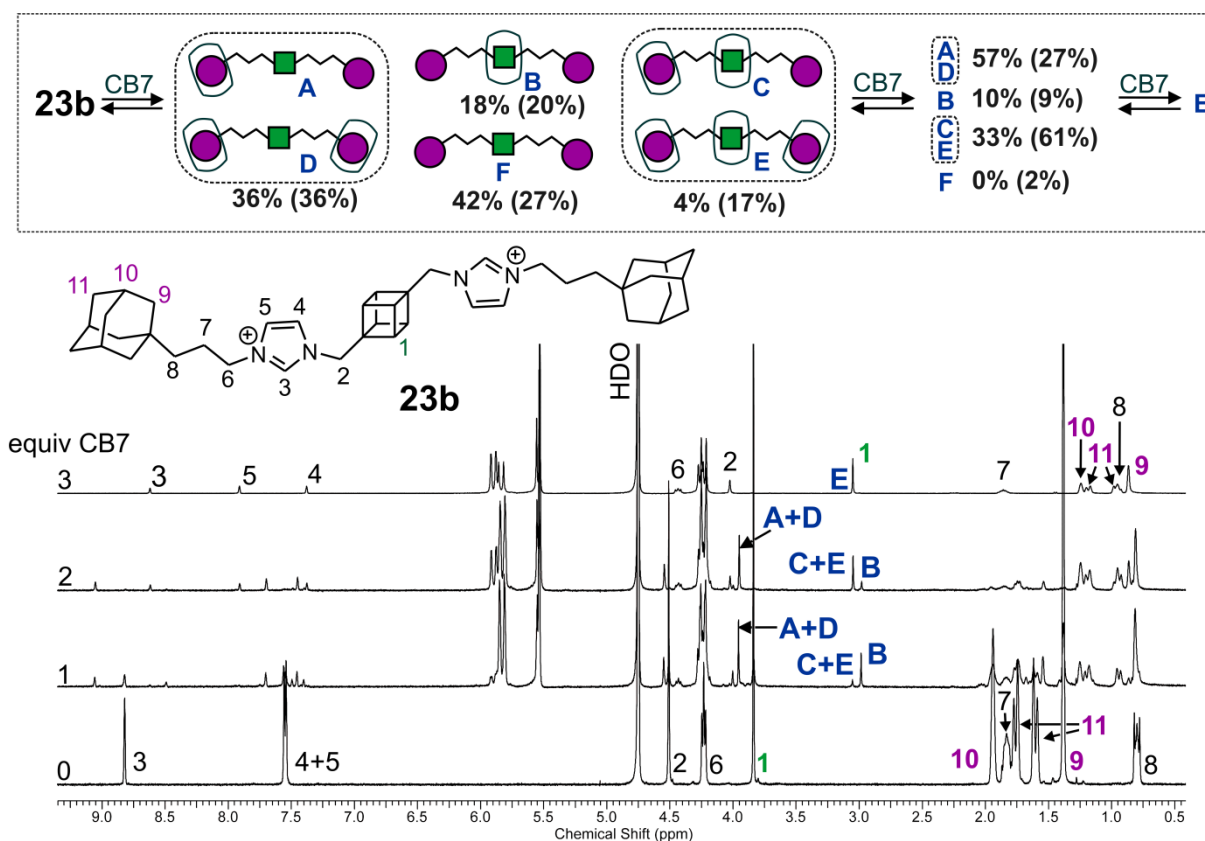 23b CB7 A B C CB7 A D 57% (27%) CB7 E
18% (20%) B 10% (9%)
D F E C E 33% (61%)
36% (36%) 42% (27%) 4% (17%) F 0% (2%)
10 11 9 7 5 4 8 6 N ⊕ 3 N 2 1 N N ⊕
23b
HDO
equiv CB7
3 3 5 4 6 2 E 1 7 10 11 8 9
2 A+D C+E B
1 A+D C+E B
0 3 4+5 2 6 1 10 7 11 9 8
9.0 8.5 8.0 7.5 7.0 6.5 6.0 5.5 5.0 4.5 4.0 3.5 3.0 2.5 2.0 1.5 1.0 0.5
Chemical Shift (ppm)